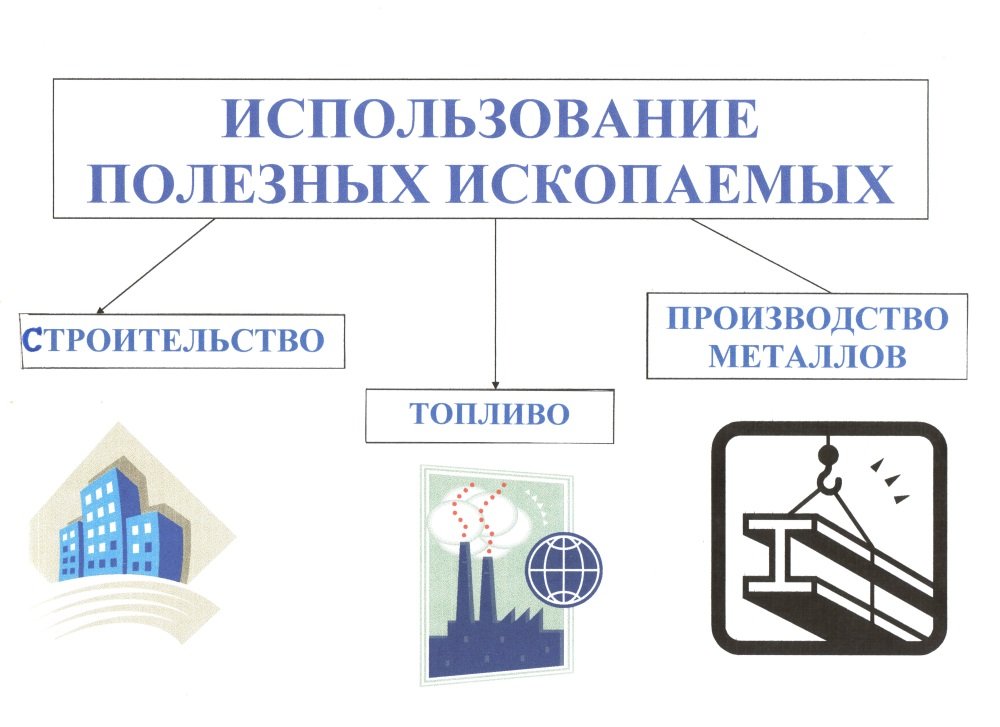 ИСПОЛЬЗОВАНИЕ
ПОЛЕЗНЫХ ИСКОПАЕМЫХ
СТРОИТЕЛЬСТВО
ТОПЛИВО
ПРОИЗВОДСТВО
МЕТАЛЛОВ